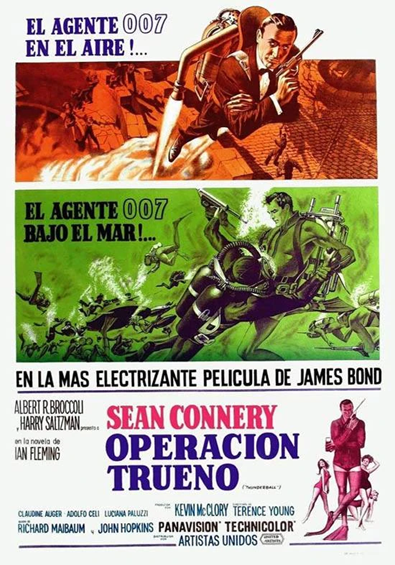 EL AGENTE 007
EN EL AIRE!...
EL AGENTE 007
BAJO EL MAR!...
EN LA MAS ELECTRIZANTE PELICULA DE JAMES BOND
ALBERT R. BROCCOLI
y HARRY SALTZMAN presentan a
SEAN CONNERY
en la novela de
IAN FLEMING
OPERACION
TRUENO
("THUNDERBALL")
CLAUDINE AUGER · ADOLFO CELI · LUCIANA PALUZZI
KEVIN McCLORY
TERENCE YOUNG
RICHARD MAIBAUM y JOHN HOPKINS
PANAVISION® TECHNICOLOR®
ARTISTAS UNIDOS